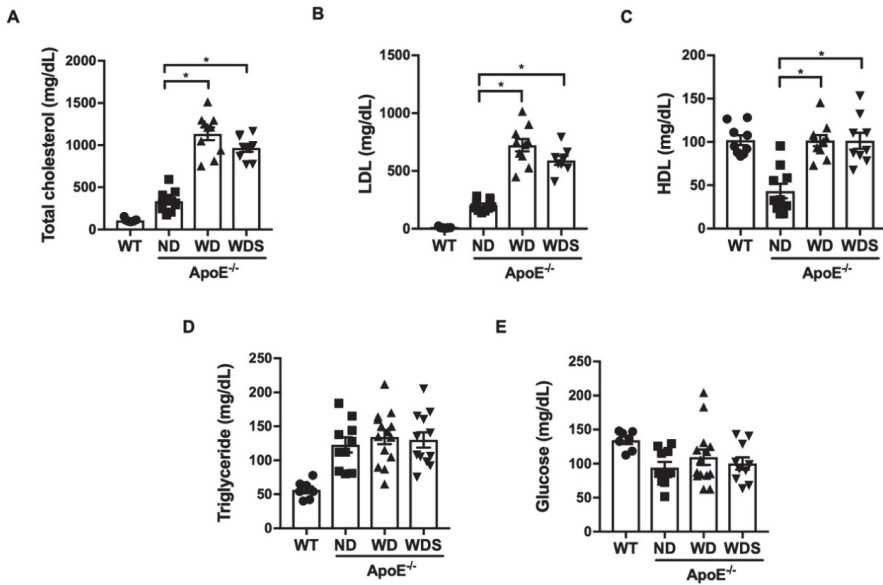 A
Total cholesterol (mg/dL)
2000
1500
1000
500
0
*
*
WT ND WD WDS
ApoE-/-
B
LDL (mg/dL)
1500
1000
500
0
*
*
WT ND WD WDS
ApoE-/-
C
HDL (mg/dL)
200
150
100
50
0
*
*
WT ND WD WDS
ApoE-/-
D
Triglyceride (mg/dL)
250
200
150
100
50
0
WT ND WD WDS
ApoE-/-
E
Glucose (mg/dL)
250
200
150
100
50
0
WT ND WD WDS
ApoE-/-